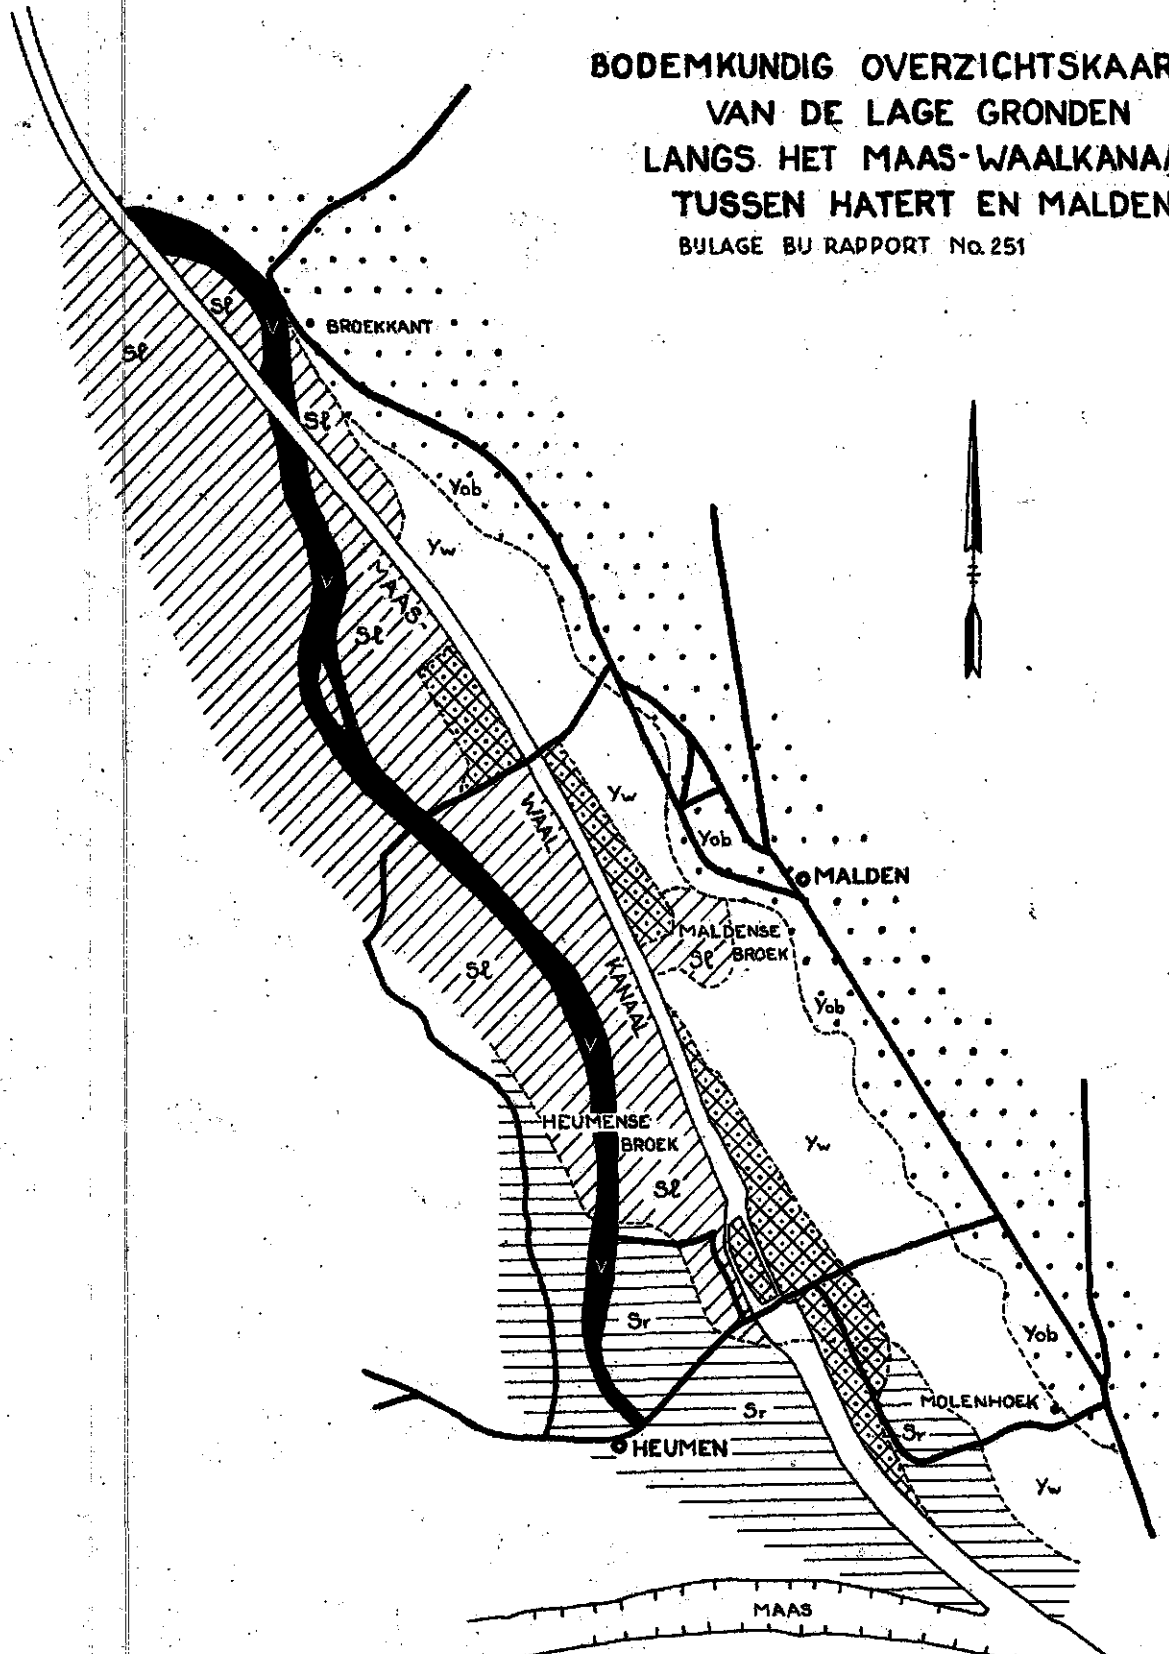 BODEMKUNDIG OVERZICHTSKAAR
VAN DE LAGE GRONDEN
LANGS HET MAAS-WAALKANAA
TUSSEN HATERT EN MALDEN
BIJLAGE BIJ RAPPORT No. 251
Sl
V
BROEKKANT
Sl
Sl
Yob
Yw
MAAS-
V
Sl
Yw
WAAL
Yob
MALDEN
MALDENSE
BROEK
Sl
Sl
KANAAL
Yob
V
HEUMENSE
BROEK
Yw
Sl
V
Sr
Yob
MOLENHOEK
Sr
Sr
HEUMEN
Yw
MAAS